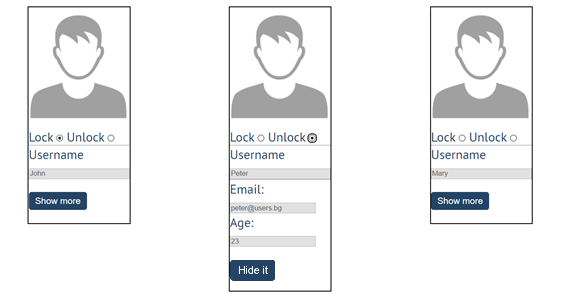 Lock Unlock
Username
John
Show more
Lock Unlock
Username
Peter
Email:
peter@users.bg
Age:
23
Hide it
Lock Unlock
Username
Mary
Show more